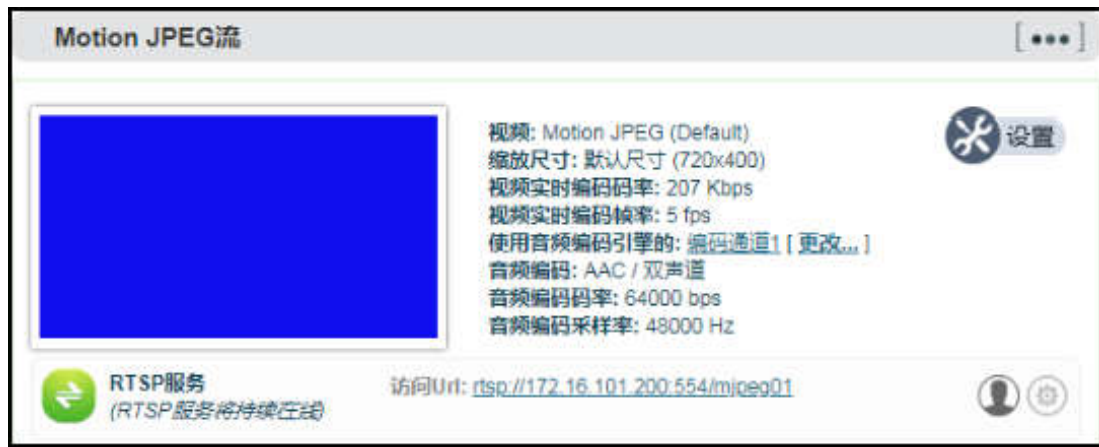 Motion JPEG流
[•••]
视频: Motion JPEG (Default)
设置
缩放尺寸: 默认尺寸 (720x400)
视频实时编码码率: 207 Kbps
视频实时编码帧率: 5 fps
使用音频编码引擎的: 编码通道1 [ 更改... ]
音频编码: AAC / 双声道
音频编码码率: 64000 bps
音频编码采样率: 48000 Hz
RTSP服务
访问Url: rtsp://172.16.101.200:554/mjpeg01
(RTSP服务将持续在线)